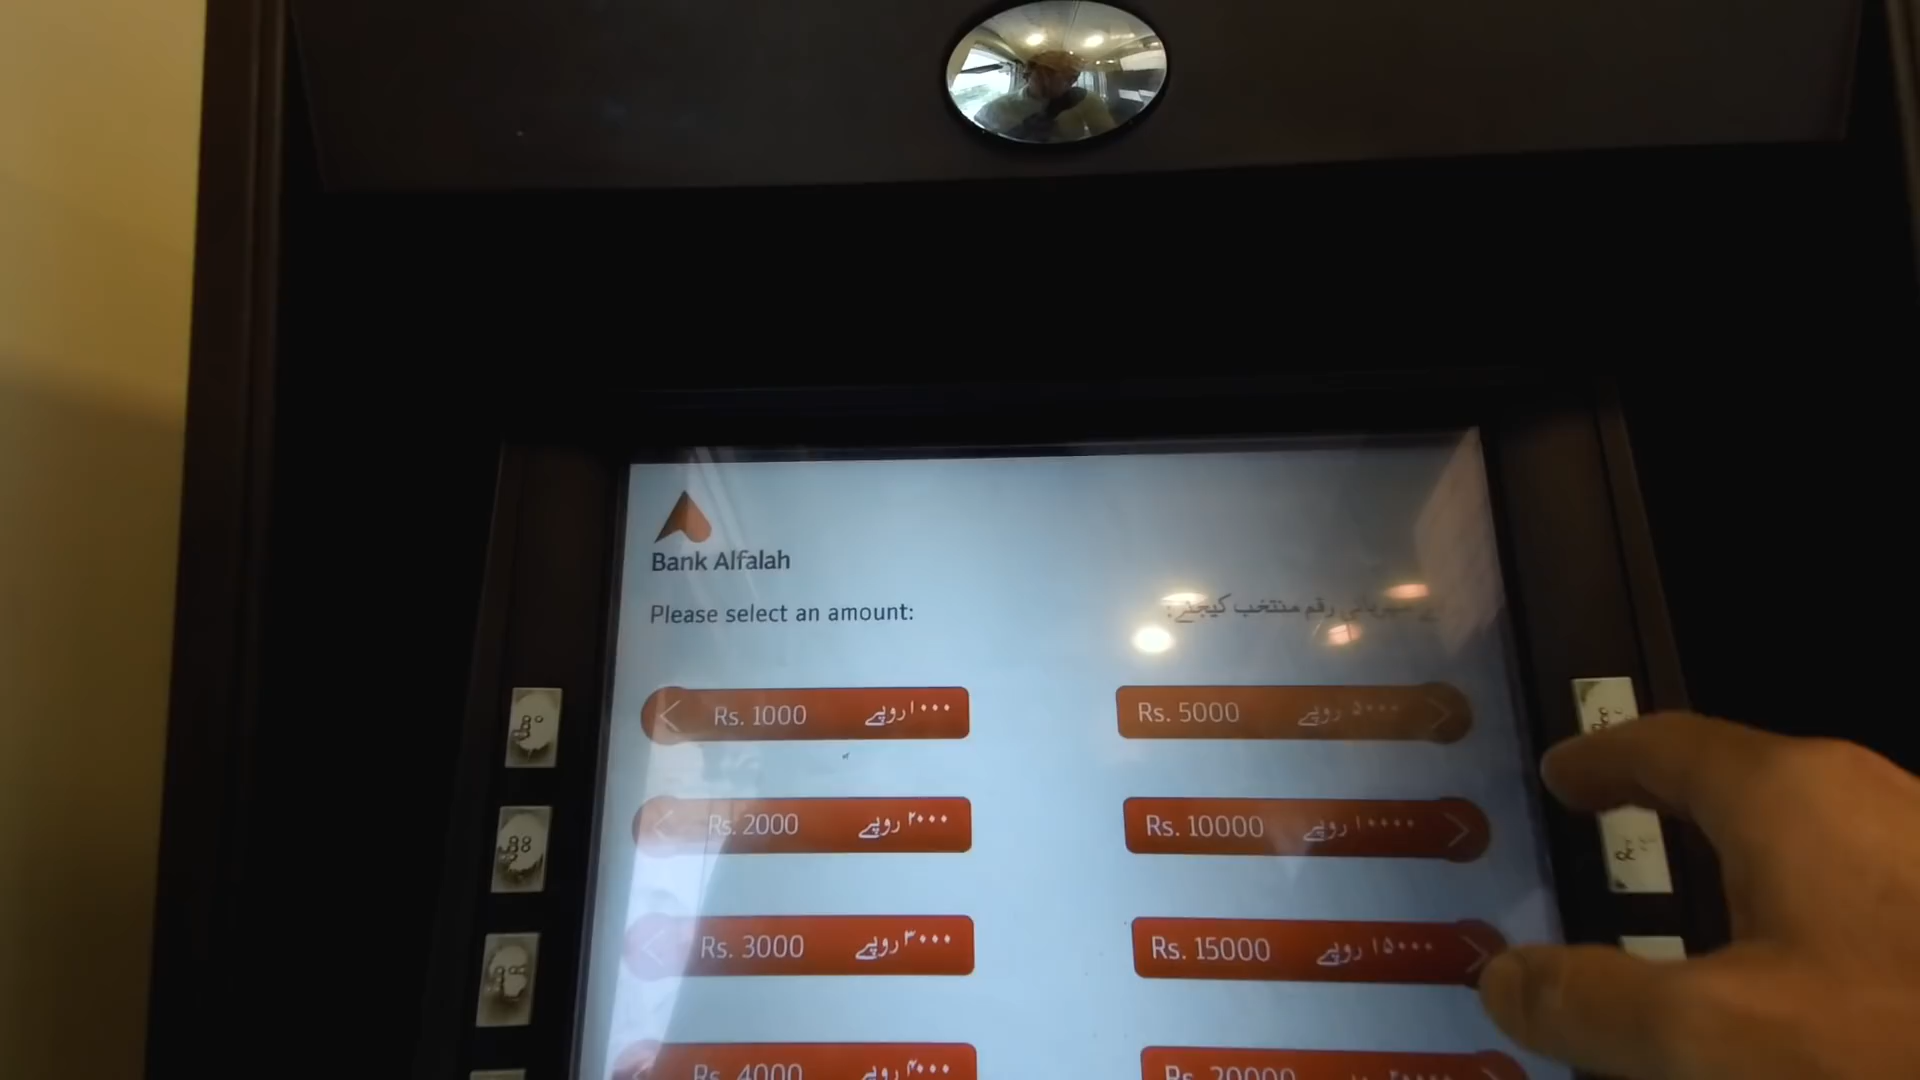 Bank Alfalah
Please select an amount:
رقم منتخب کیجئے:
Rs. 1000 ۱۰۰۰ روپے
Rs. 5000 ۵۰۰۰ روپے
Rs. 2000 ۲۰۰۰ روپے
Rs. 10000 ۱۰۰۰۰ روپے
Rs. 3000 ۳۰۰۰ روپے
Rs. 15000 ۱۵۰۰۰ روپے
Rs. 4000 ۴۰۰۰ روپے
Rs. 20000